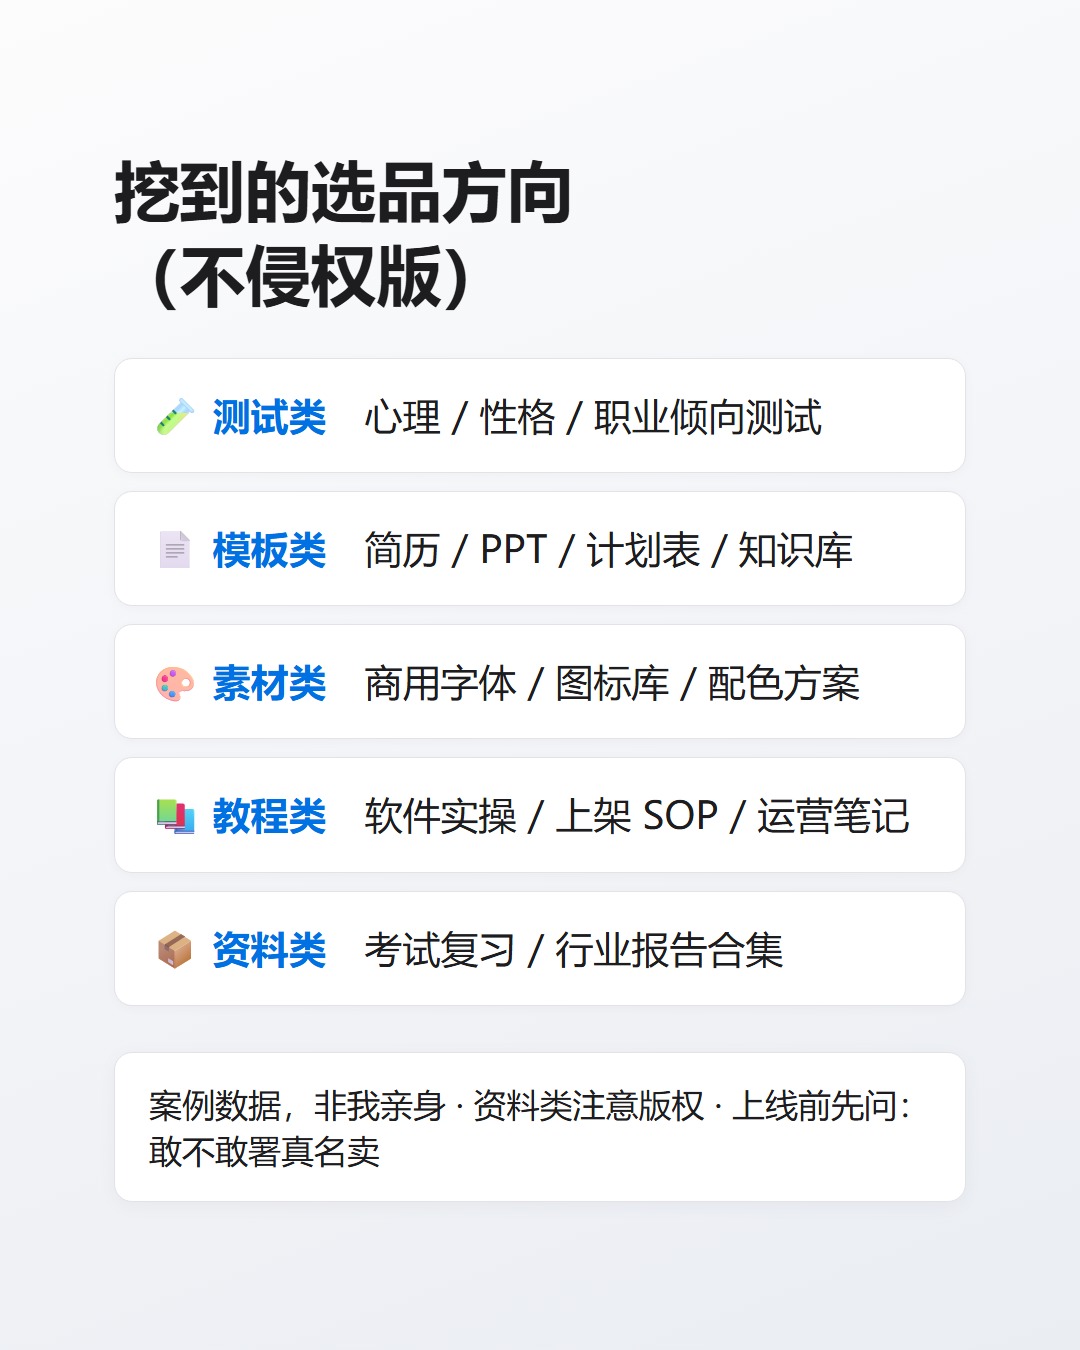 挖到的选品方向
（不侵权版）
测试类 心理 / 性格 / 职业倾向测试
模板类 简历 / PPT / 计划表 / 知识库
素材类 商用字体 / 图标库 / 配色方案
教程类 软件实操 / 上架 SOP / 运营笔记
资料类 考试复习 / 行业报告合集
案例数据，非我亲身 · 资料类注意版权 · 上线前先问：
敢不敢署真名卖